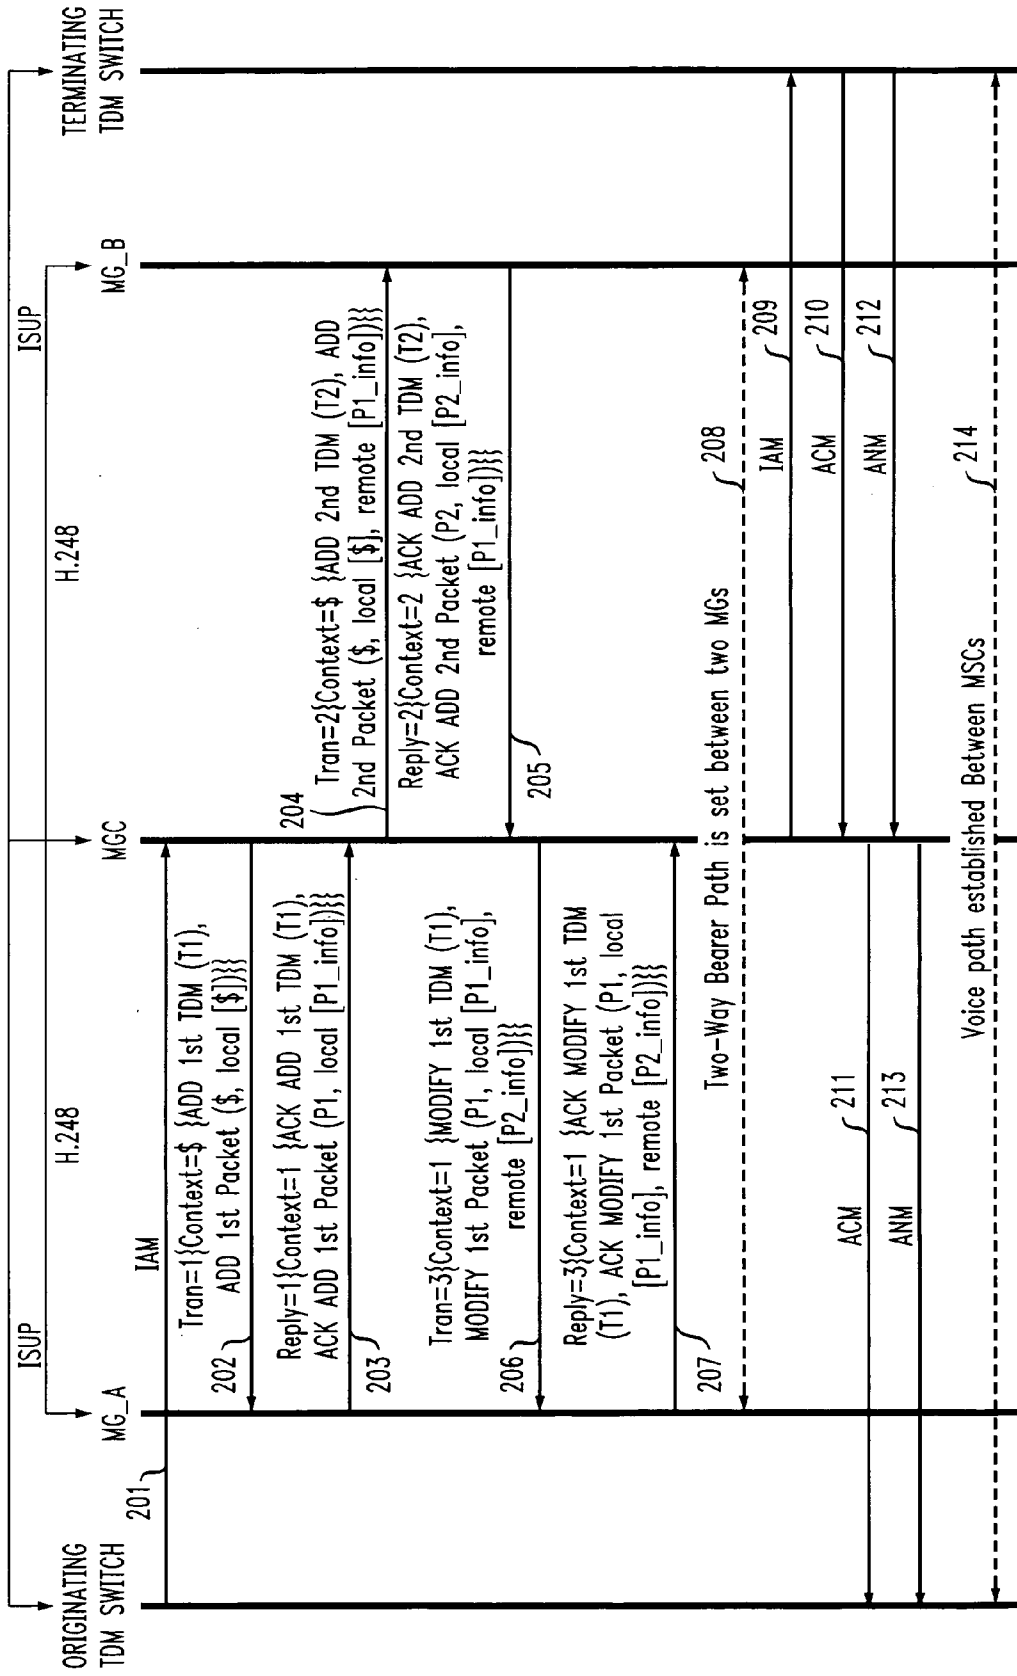 ISUP
ISUP
H.248
H.248
ORIGINATING
TDM SWITCH
MG_A
MGC
MG_B
TERMINATING
TDM SWITCH
201
IAM
Tran=1{Context=$ {ADD 1st TDM (T1),
ADD 1st Packet ($, local [$])}}
202
Reply=1{Context=1 {ACK ADD 1st TDM (T1),
ACK ADD 1st Packet (P1, local [P1_info])}}
203
204
Tran=2{Context=$ {ADD 2nd TDM (T2), ADD
2nd Packet ($, local [$], remote [P1_info])}}
Reply=2{Context=2 {ACK ADD 2nd TDM (T2),
ACK ADD 2nd Packet (P2, local [P2_info],
remote [P1_info])}}
205
Tran=3{Context=1 {MODIFY 1st TDM (T1),
MODIFY 1st Packet (P1, local [P1_info],
remote [P2_info])}}
206
Reply=3{Context=1 {ACK MODIFY 1st TDM
(T1), ACK MODIFY 1st Packet (P1, local
[P1_info], remote [P2_info])}}
207
Two-Way Bearer Path is set between two MGs
208
IAM
209
ACM
210
ACM
211
ANM
212
ANM
213
Voice path established Between MSCs
214